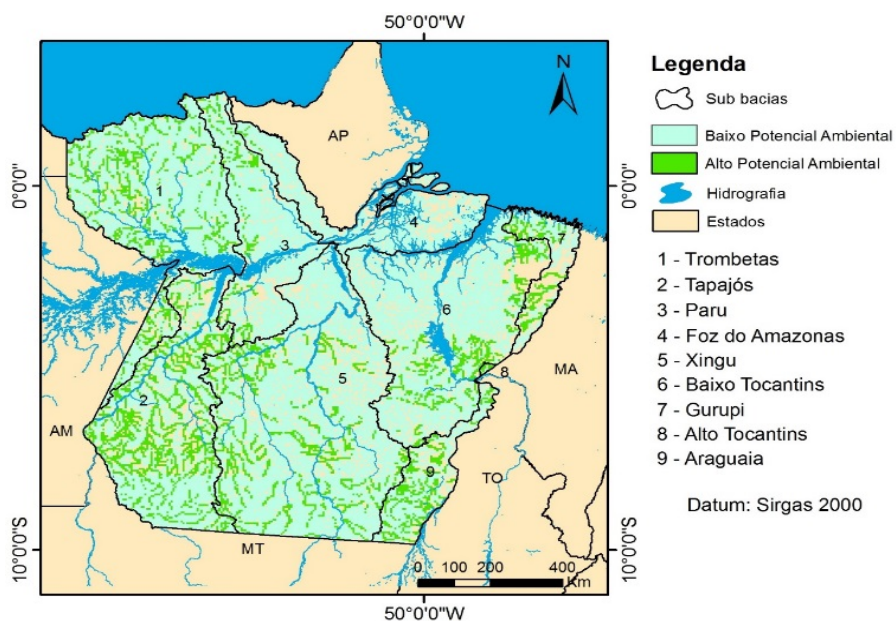 50°0'0"W
N
AP
0°0'0"
0°0'0"
1
3
4
7
6
5
8
MA
2
AM
9
TO
MT
10°0'0"S
10°0'0"S
0 100 200 400
Km
50°0'0"W
Legenda
Sub bacias
Baixo Potencial Ambiental
Alto Potencial Ambiental
Hidrografia
Estados
1 - Trombetas
2 - Tapajós
3 - Paru
4 - Foz do Amazonas
5 - Xingu
6 - Baixo Tocantins
7 - Gurupi
8 - Alto Tocantins
9 - Araguaia
Datum: Sirgas 2000